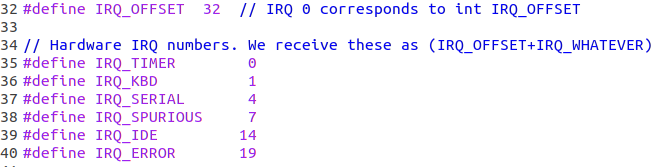 32 #define IRQ_OFFSET  32  // IRQ 0 corresponds to int IRQ_OFFSET
33
34 // Hardware IRQ numbers. We receive these as (IRQ_OFFSET+IRQ_WHATEVER)
35 #define IRQ_TIMER        0
36 #define IRQ_KBD          1
37 #define IRQ_SERIAL       4
38 #define IRQ_SPURIOUS     7
39 #define IRQ_IDE         14
40 #define IRQ_ERROR       19